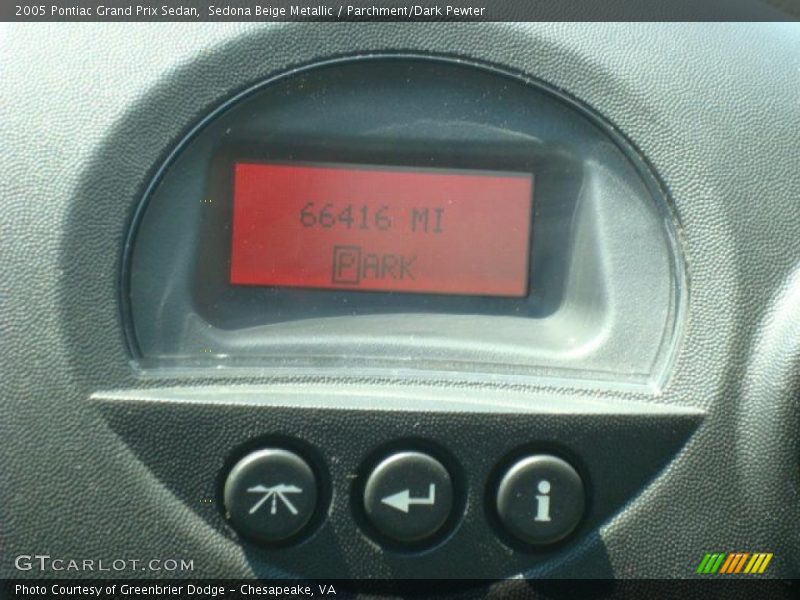 2005 Pontiac Grand Prix Sedan,  Sedona Beige Metallic / Parchment/Dark Pewter
66416 MI
PARK
i
GTCARLOT.COM
Photo Courtesy of Greenbrier Dodge - Chesapeake, VA